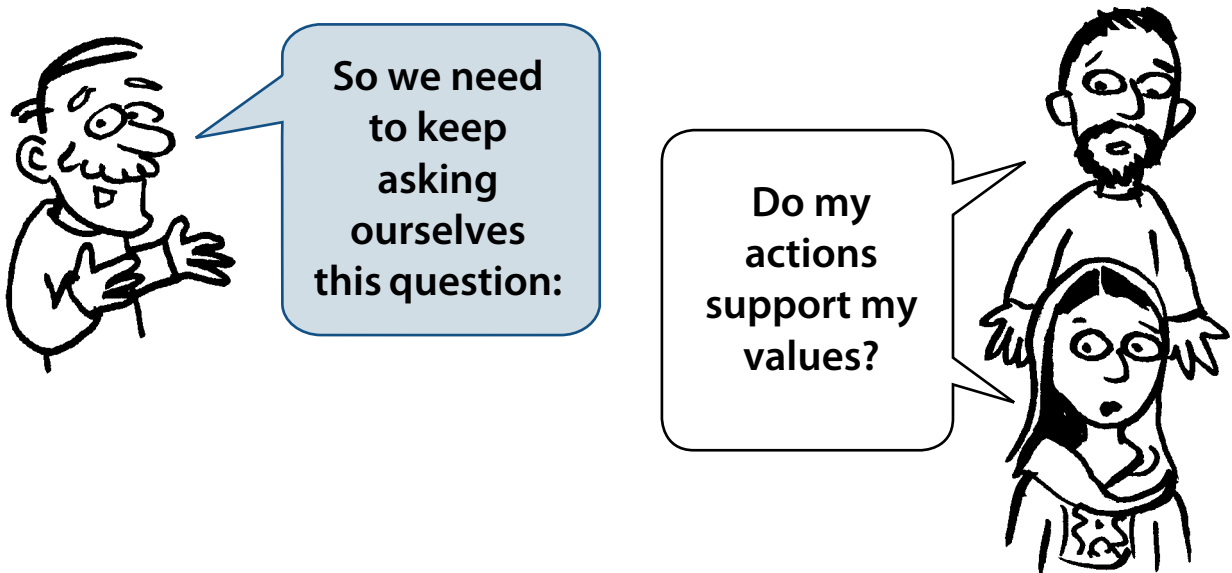 So we need
to keep
asking
ourselves
this question:
Do my
actions
support my
values?